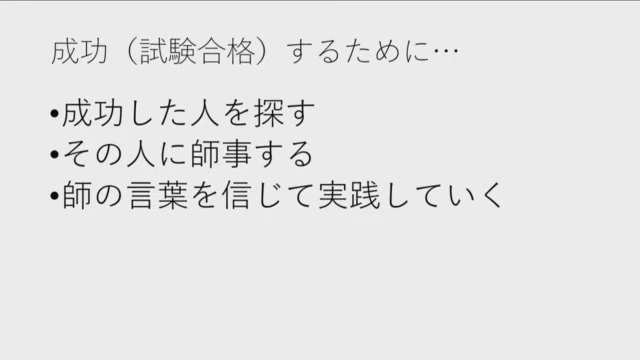 成功（試験合格）するために…
•成功した人を探す
•その人に師事する
•師の言葉を信じて実践していく